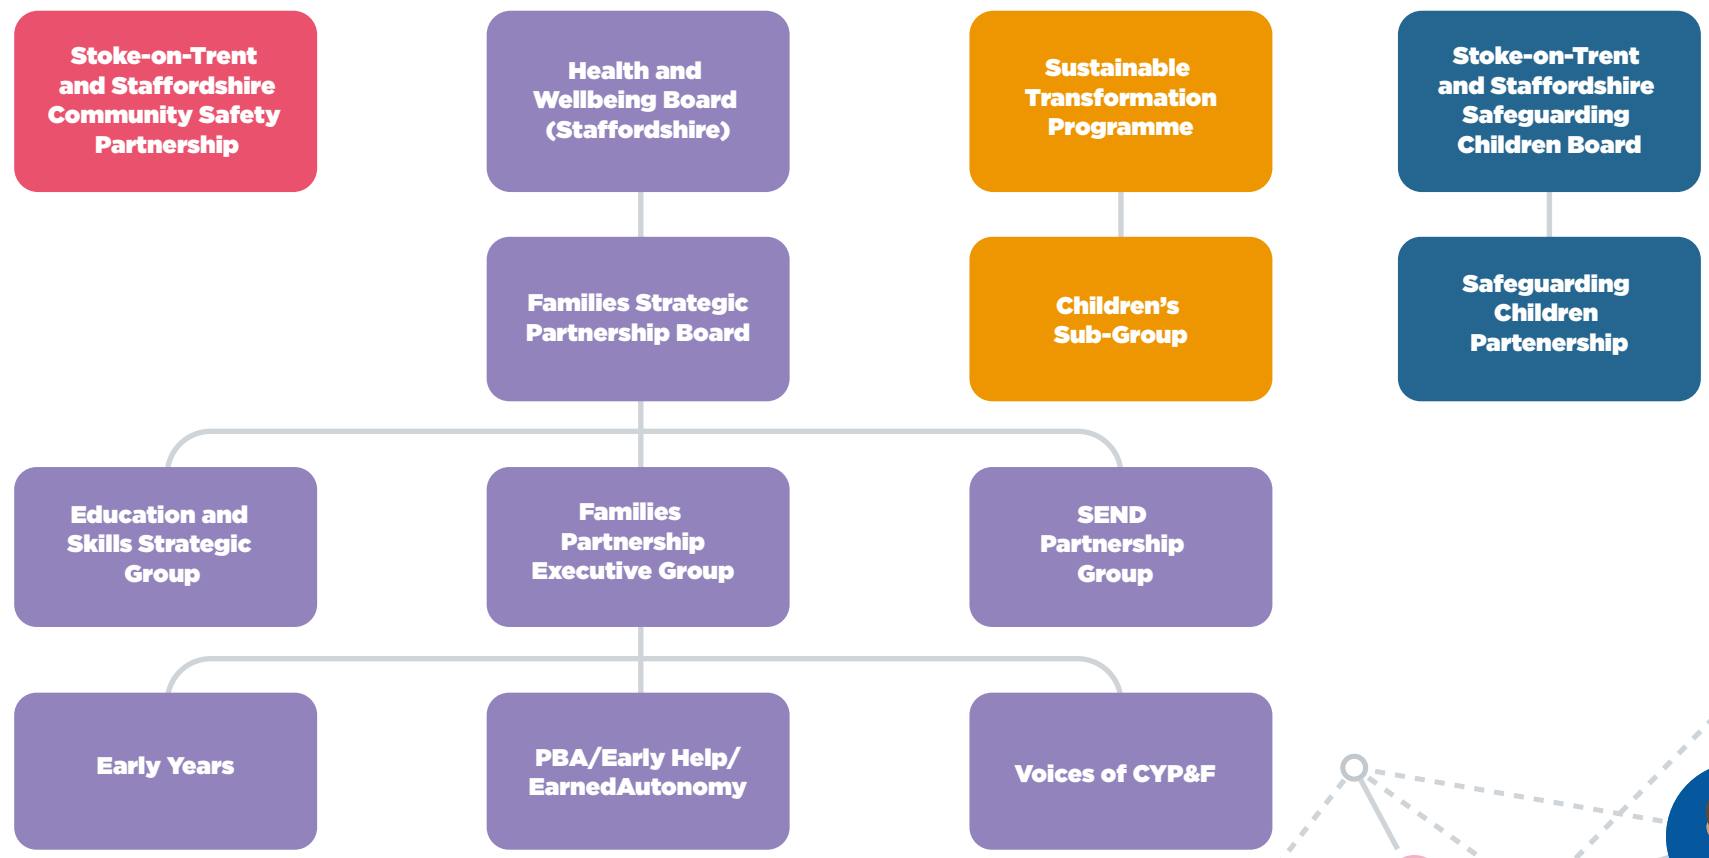 Stoke-on-Trent
and Staffordshire
Community Safety
Partnership
Health and
Wellbeing Board
(Staffordshire)
Sustainable
Transformation
Programme
Stoke-on-Trent
and Staffordshire
Safeguarding
Children Board
Families Strategic
Partnership Board
Children’s
Sub-Group
Safeguarding
Children
Partenership
Education and
Skills Strategic
Group
Families
Partnership
Executive Group
SEND
Partnership
Group
Early Years
PBA/Early Help/
EarnedAutonomy
Voices of CYP&F